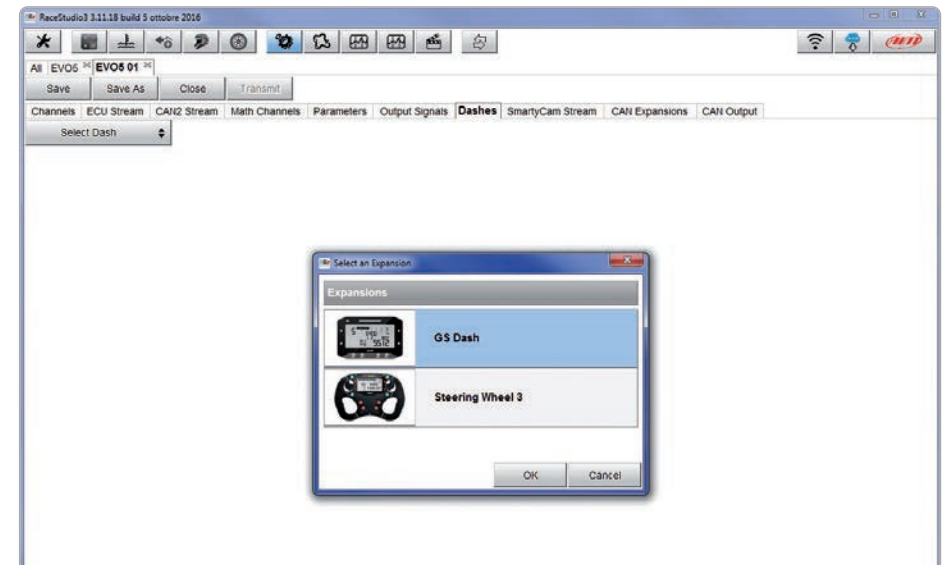 RaceStudio3 3.11.18 build 5 ottobre 2016
AiM
All EVO5 EVO5 01
Save Save As Close Transmit
Channels ECU Stream CAN2 Stream Math Channels Parameters Output Signals Dashes SmartyCam Stream CAN Expansions CAN Output
Select Dash
Select an Expansion
Expansions
GS Dash
Steering Wheel 3
OK Cancel